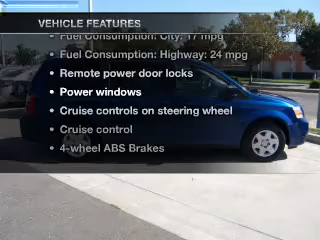 VEHICLE FEATURES
• Fuel Consumption: City: 17 mpg
• Fuel Consumption: Highway: 24 mpg
• Remote power door locks
• Power windows
• Cruise controls on steering wheel
• Cruise control
• 4-wheel ABS Brakes